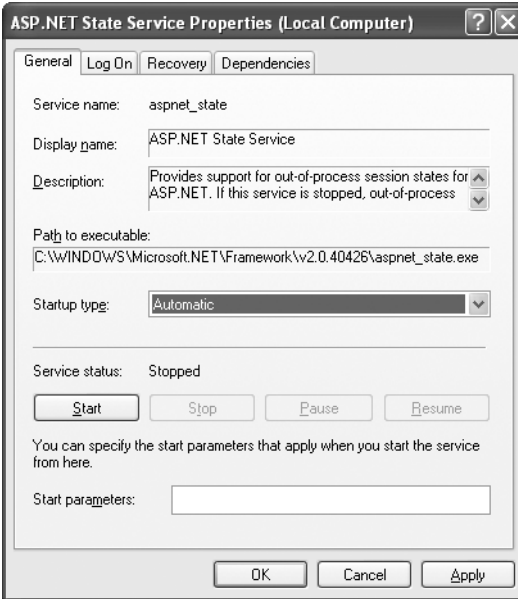 ASP.NET State Service Properties (Local Computer)
General Log On Recovery Dependencies
Service name: aspnet_state
Display name: ASP.NET State Service
Description: Provides support for out-of-process session states for
ASP.NET. If this service is stopped, out-of-process
Path to executable:
C:\WINDOWS\Microsoft.NET\Framework\v2.0.40426\aspnet_state.exe
Startup type: Automatic
Service status: Stopped
Start Stop Pause Resume
You can specify the start parameters that apply when you start the service
from here.
Start parameters:
OK Cancel Apply